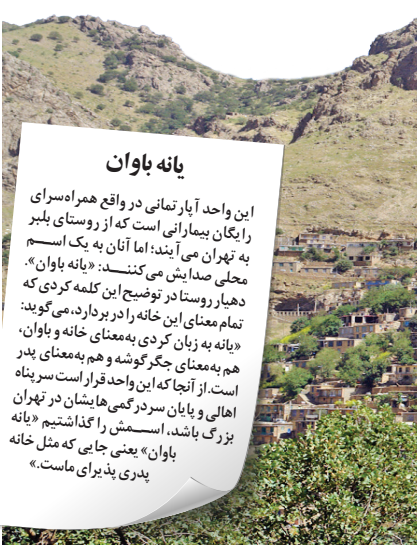 یانه باوان
این واحد آپارتمانی در واقع همراه‌سرای
رایگان بیمارانی است که از روستای بلبر
به تهران می‌آیند؛ اما آنان به یک اسم
محلی صدایش می‌کنند: «یانه باوان».
دهیار روستا در توضیح این کلمه کردی که
تمام معنای این خانه را در بردارد، می‌گوید:
«یانه به زبان کردی به‌معنای خانه و باوان،
هم به‌معنای جگرگوشه و هم به‌معنای پدر
است. از آنجا که این واحد قرار است سرپناه
اهالی و پایان سردرگمی‌هایشان در تهران
بزرگ باشد، اسمش را گذاشتیم «یانه
باوان» یعنی جایی که مثل خانه
پدری پذیرای ماست.»